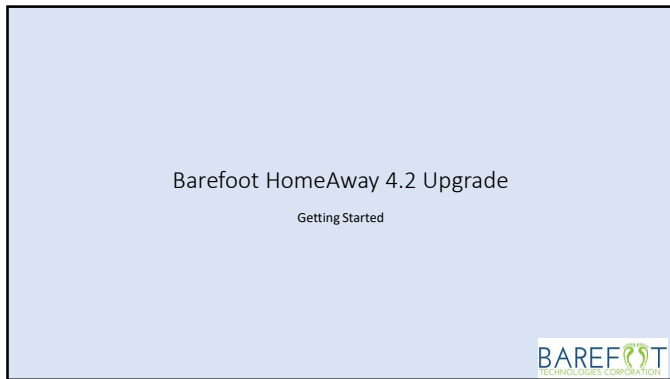 Barefoot HomeAway 4.2 Upgrade
Getting Started
BAREFOOT
TECHNOLOGIES CORPORATION